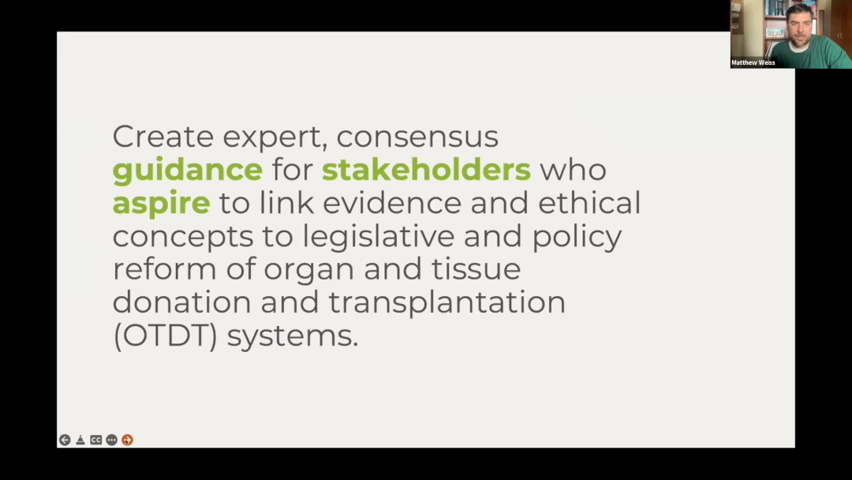 Matthew Weiss
Create expert, consensus
guidance for stakeholders who
aspire to link evidence and ethical
concepts to legislative and policy
reform of organ and tissue
donation and transplantation
(OTDT) systems.
CC